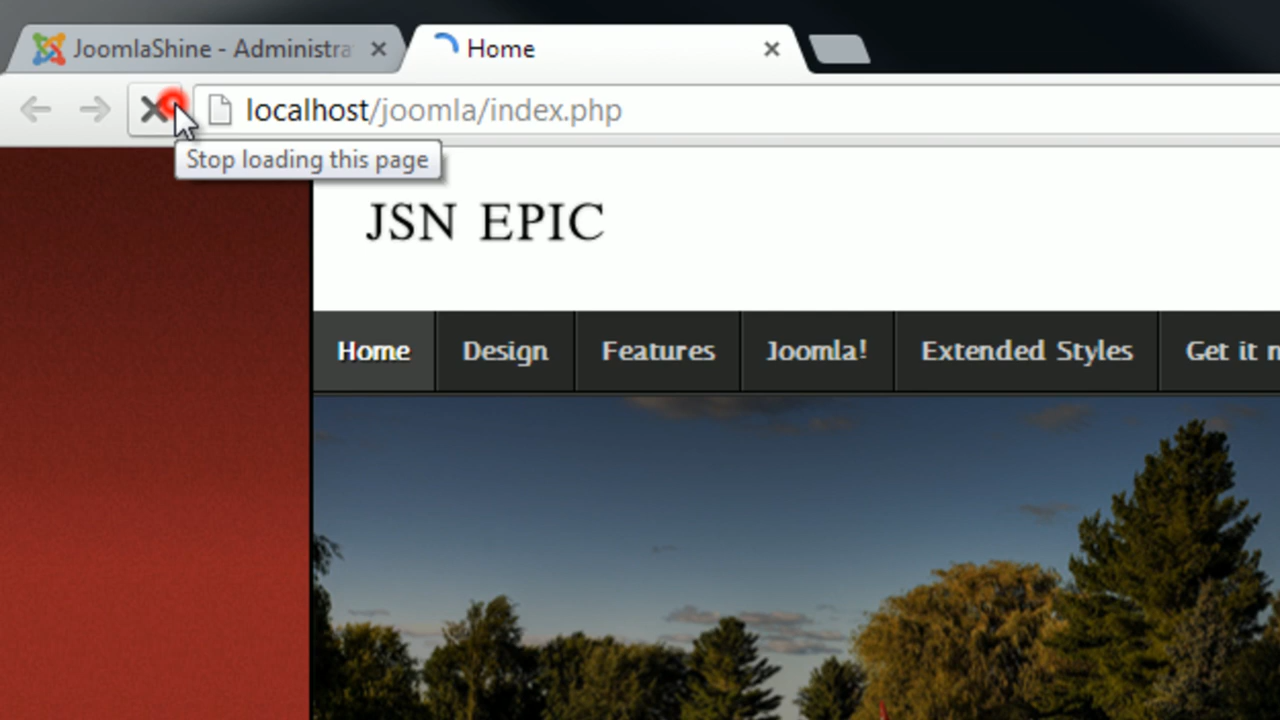 JoomlaShine - Administra
Home
localhost/joomla/index.php
Stop loading this page
JSN EPIC
Home Design Features Joomla! Extended Styles Get it n